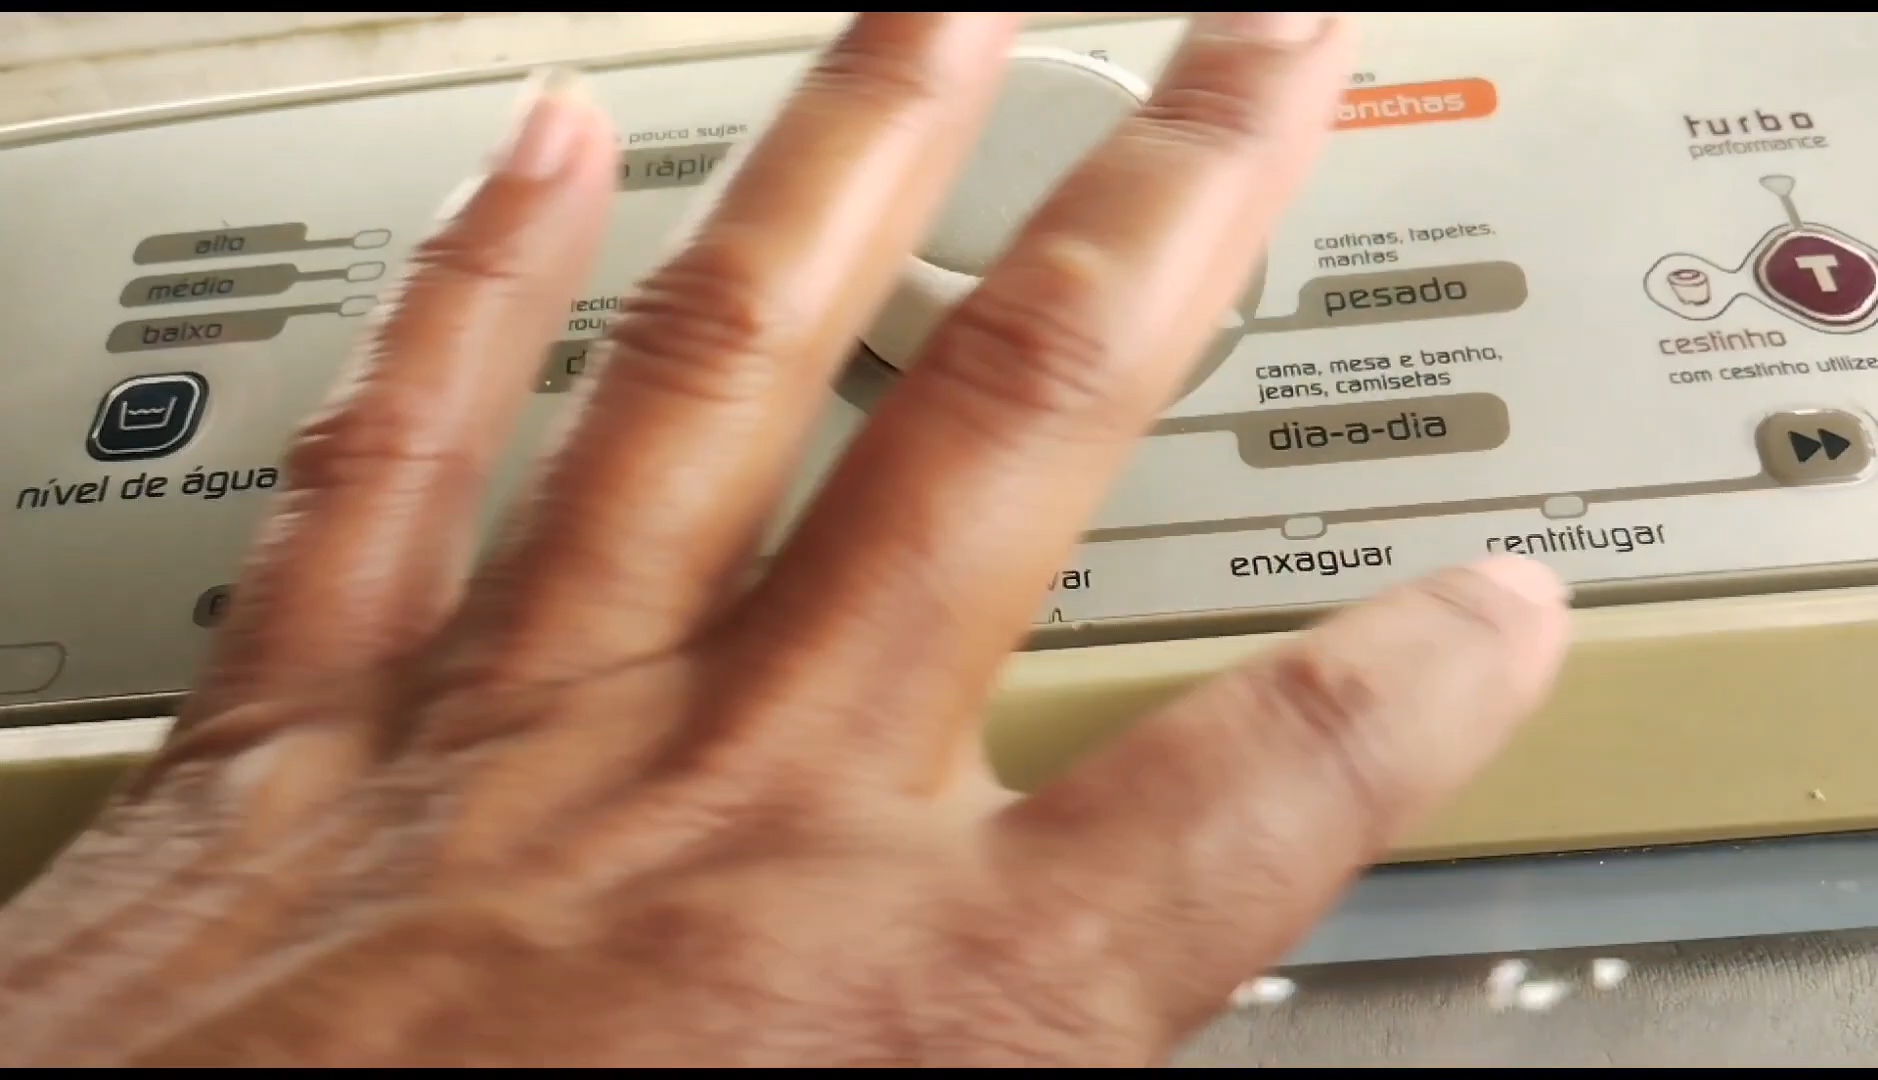 pouco sujas
alto
médio
baixo
nível de água
anchas
cortinas, tapetes,
mantas
pesado
cama, mesa e banho,
jeans, camisetas
dia-a-dia
enxaguar
centrifugar
turbo
performance
T
cestinho
com cestinho utilize